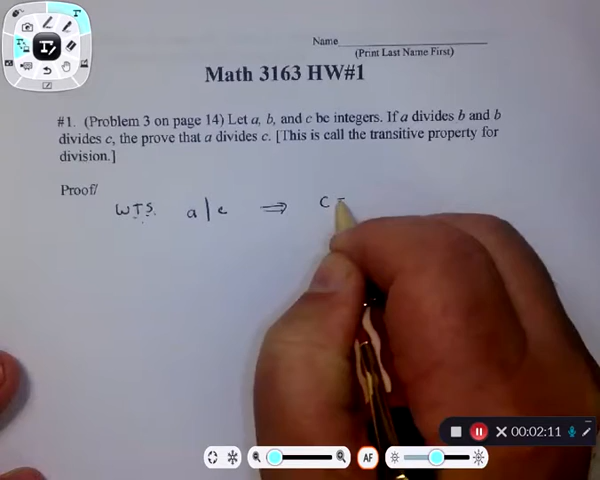 Name
(Print Last Name First)
Math 3163 HW#1
#1. (Problem 3 on page 14) Let a, b, and c be integers. If a divides b and b
divides c, the prove that a divides c. [This is call the transitive property for
division.]
Proof/
W.T.S. a|c ⇒ c =
AF
00:02:11